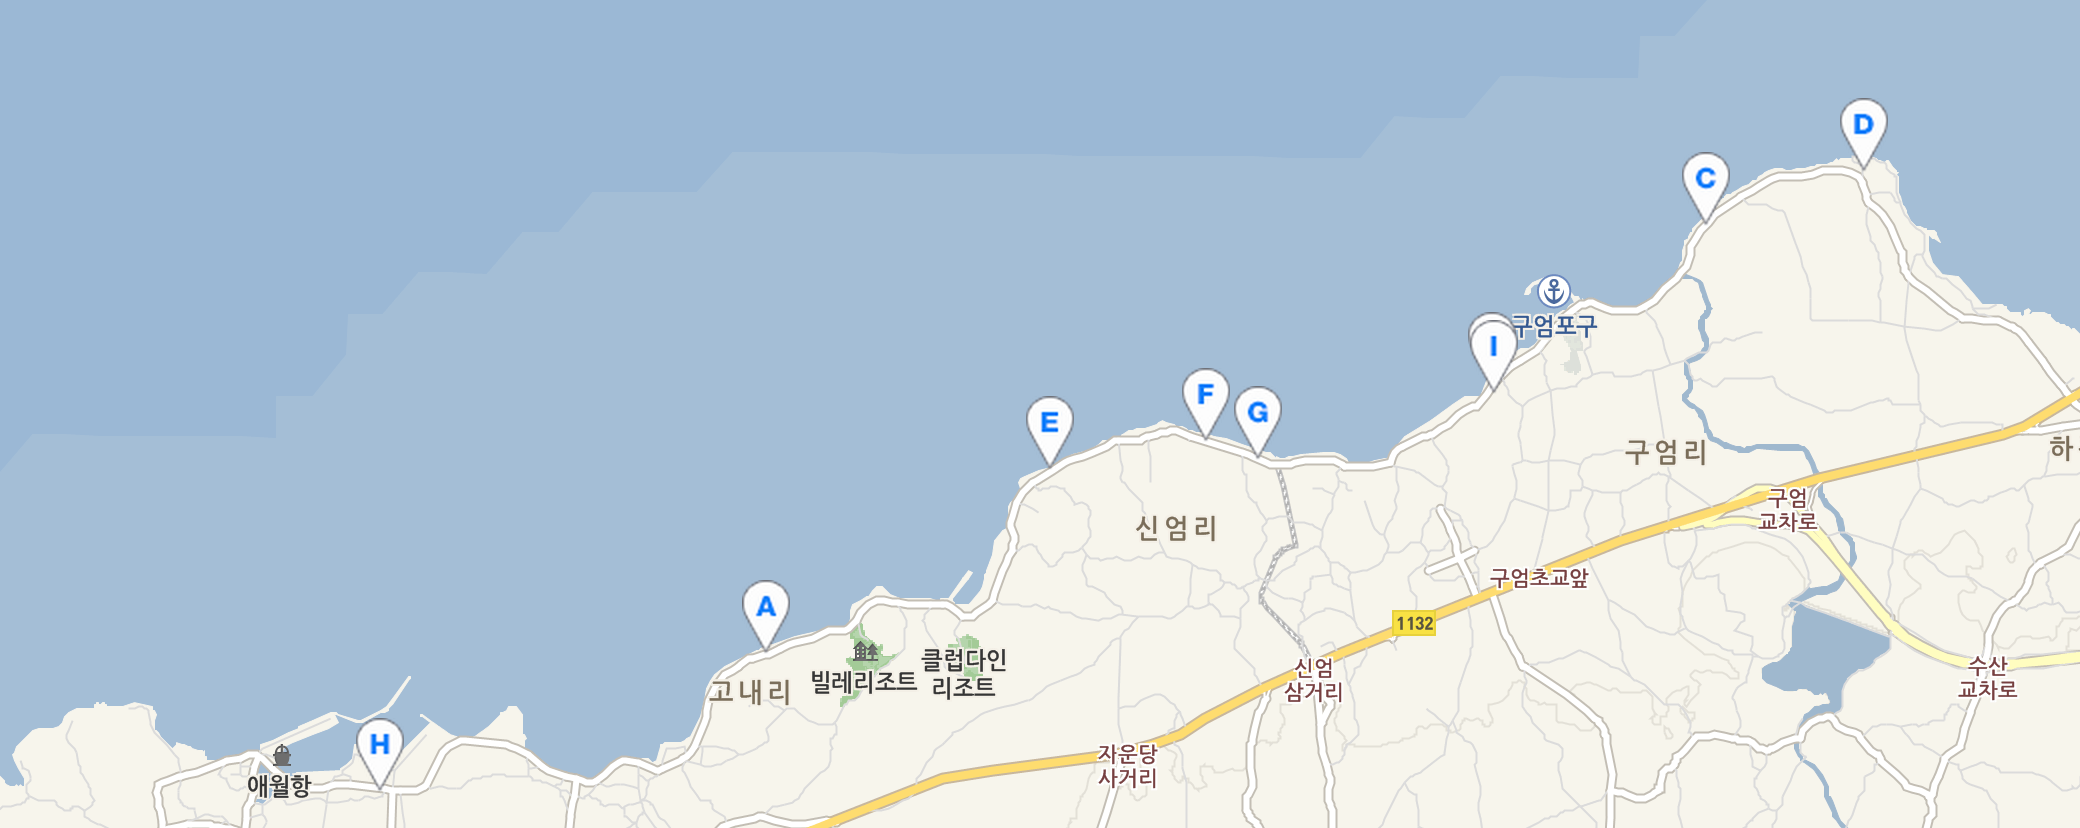 D
C
구엄포구
I
F
G
E
구엄리
하
구엄
교차로
신엄리
구엄초교앞
A
1132
클럽다인
리조트
빌레리조트
고내리
신엄
삼거리
수산
교차로
H
애월항
자운당
사거리